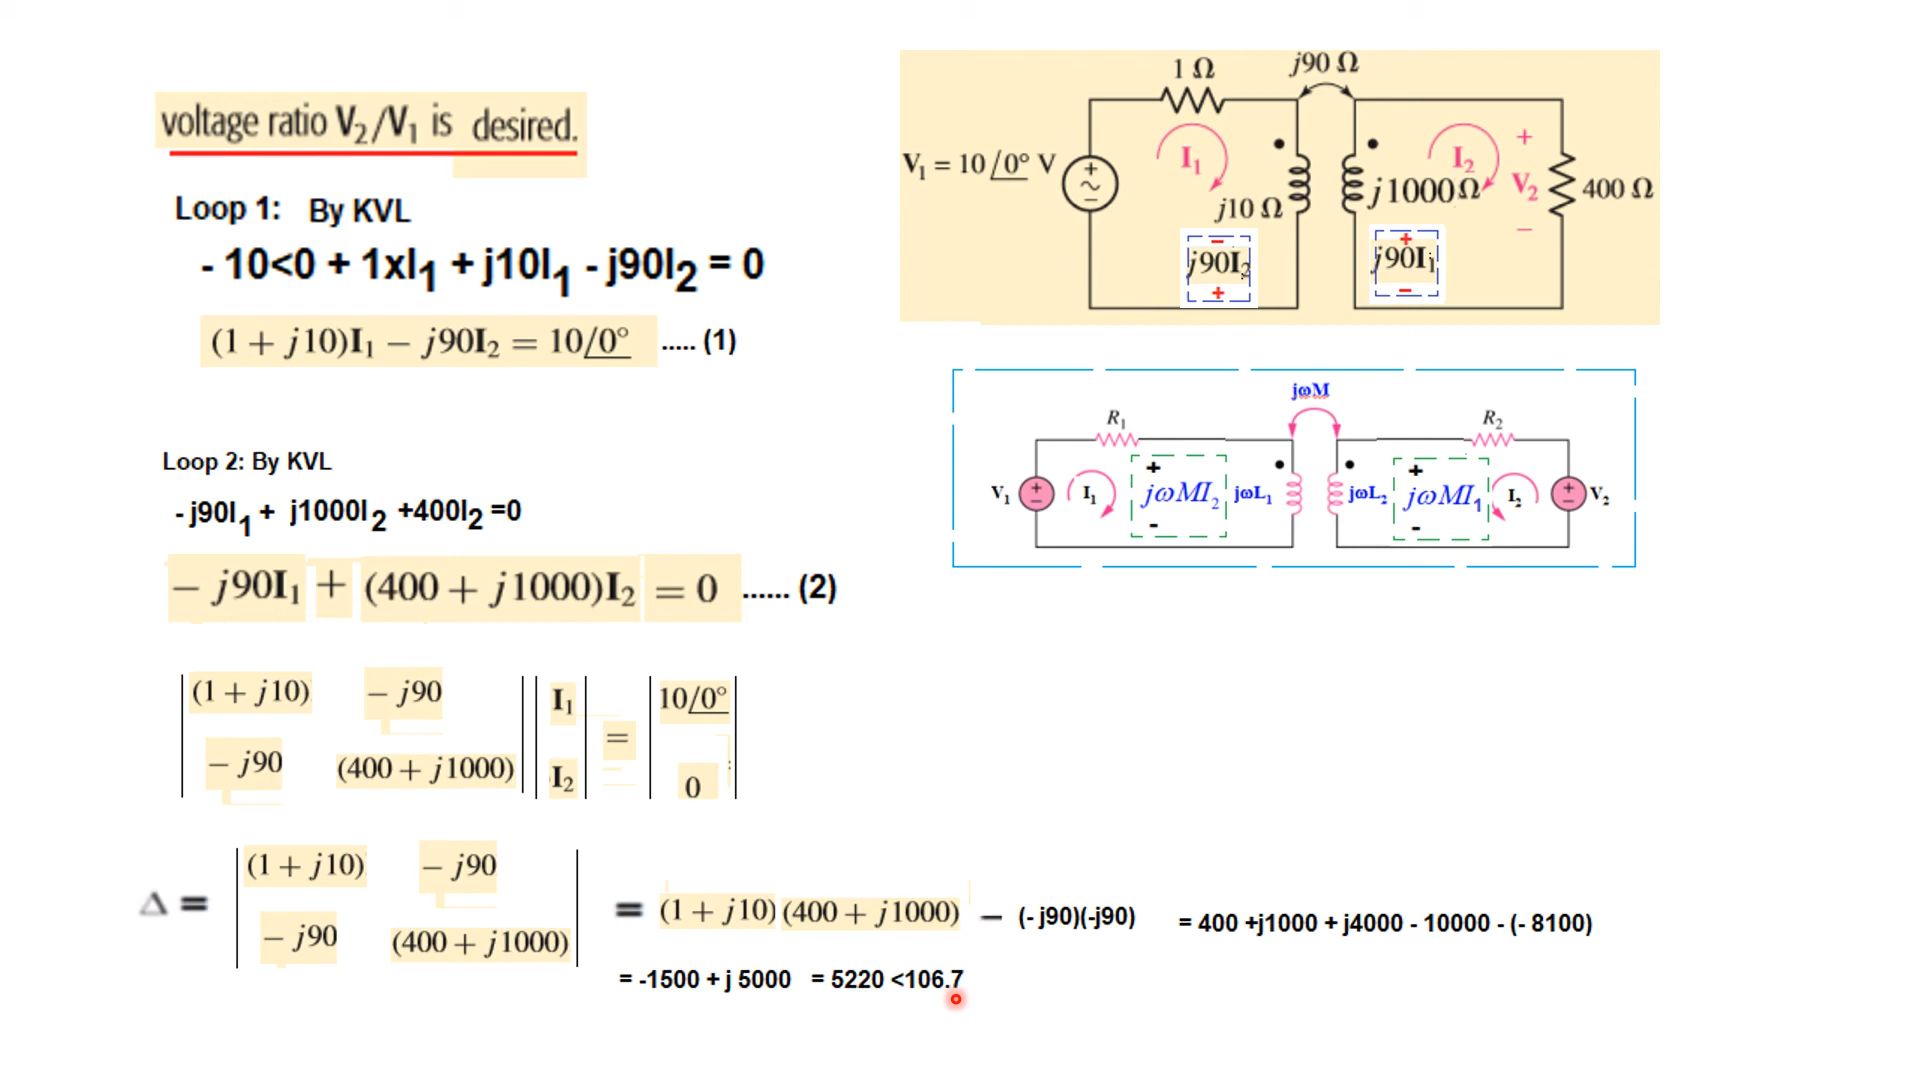 voltage ratio V₂/V₁ is desired.
Loop 1: By KVL
- 10<0 + 1xI₁ + j10I₁ - j90I₂ = 0
(1 + j10)I₁ − j90I₂ = 10/0° ..... (1)
Loop 2: By KVL
- j90I₁ + j1000I₂ +400I₂ =0
− j90I₁ + (400 + j1000)I₂ = 0 ...... (2)
(1 + j10) − j90 I₁ 10/0°
=
− j90 (400 + j1000) I₂ 0
(1 + j10) − j90
Δ = = (1 + j10) (400 + j1000) − (- j90)(-j90) = 400 +j1000 + j4000 - 10000 - (- 8100)
− j90 (400 + j1000)
= -1500 + j 5000 = 5220 <106.7
1 Ω j90 Ω
V₁ = 10/0° V + ~ − I₁ I₂ + V₂ −
j10 Ω j1000Ω 400 Ω
− j90I₂ + + j90I₁ −
jωM
R₁ R₂
V₁ + − I₁ + jωMI₂ - jωL₁ jωL₂ + jωMI₁ - I₂ + − V₂